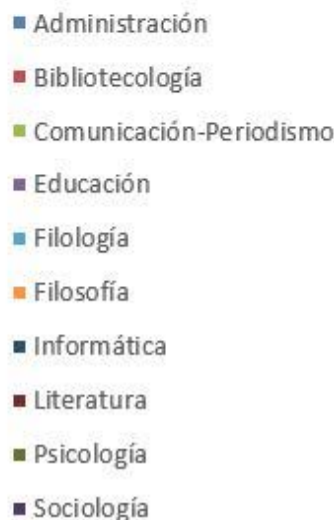 Administración
Bibliotecología
Comunicación-Periodismo
Educación
Filología
Filosofía
Informática
Literatura
Psicología
Sociología